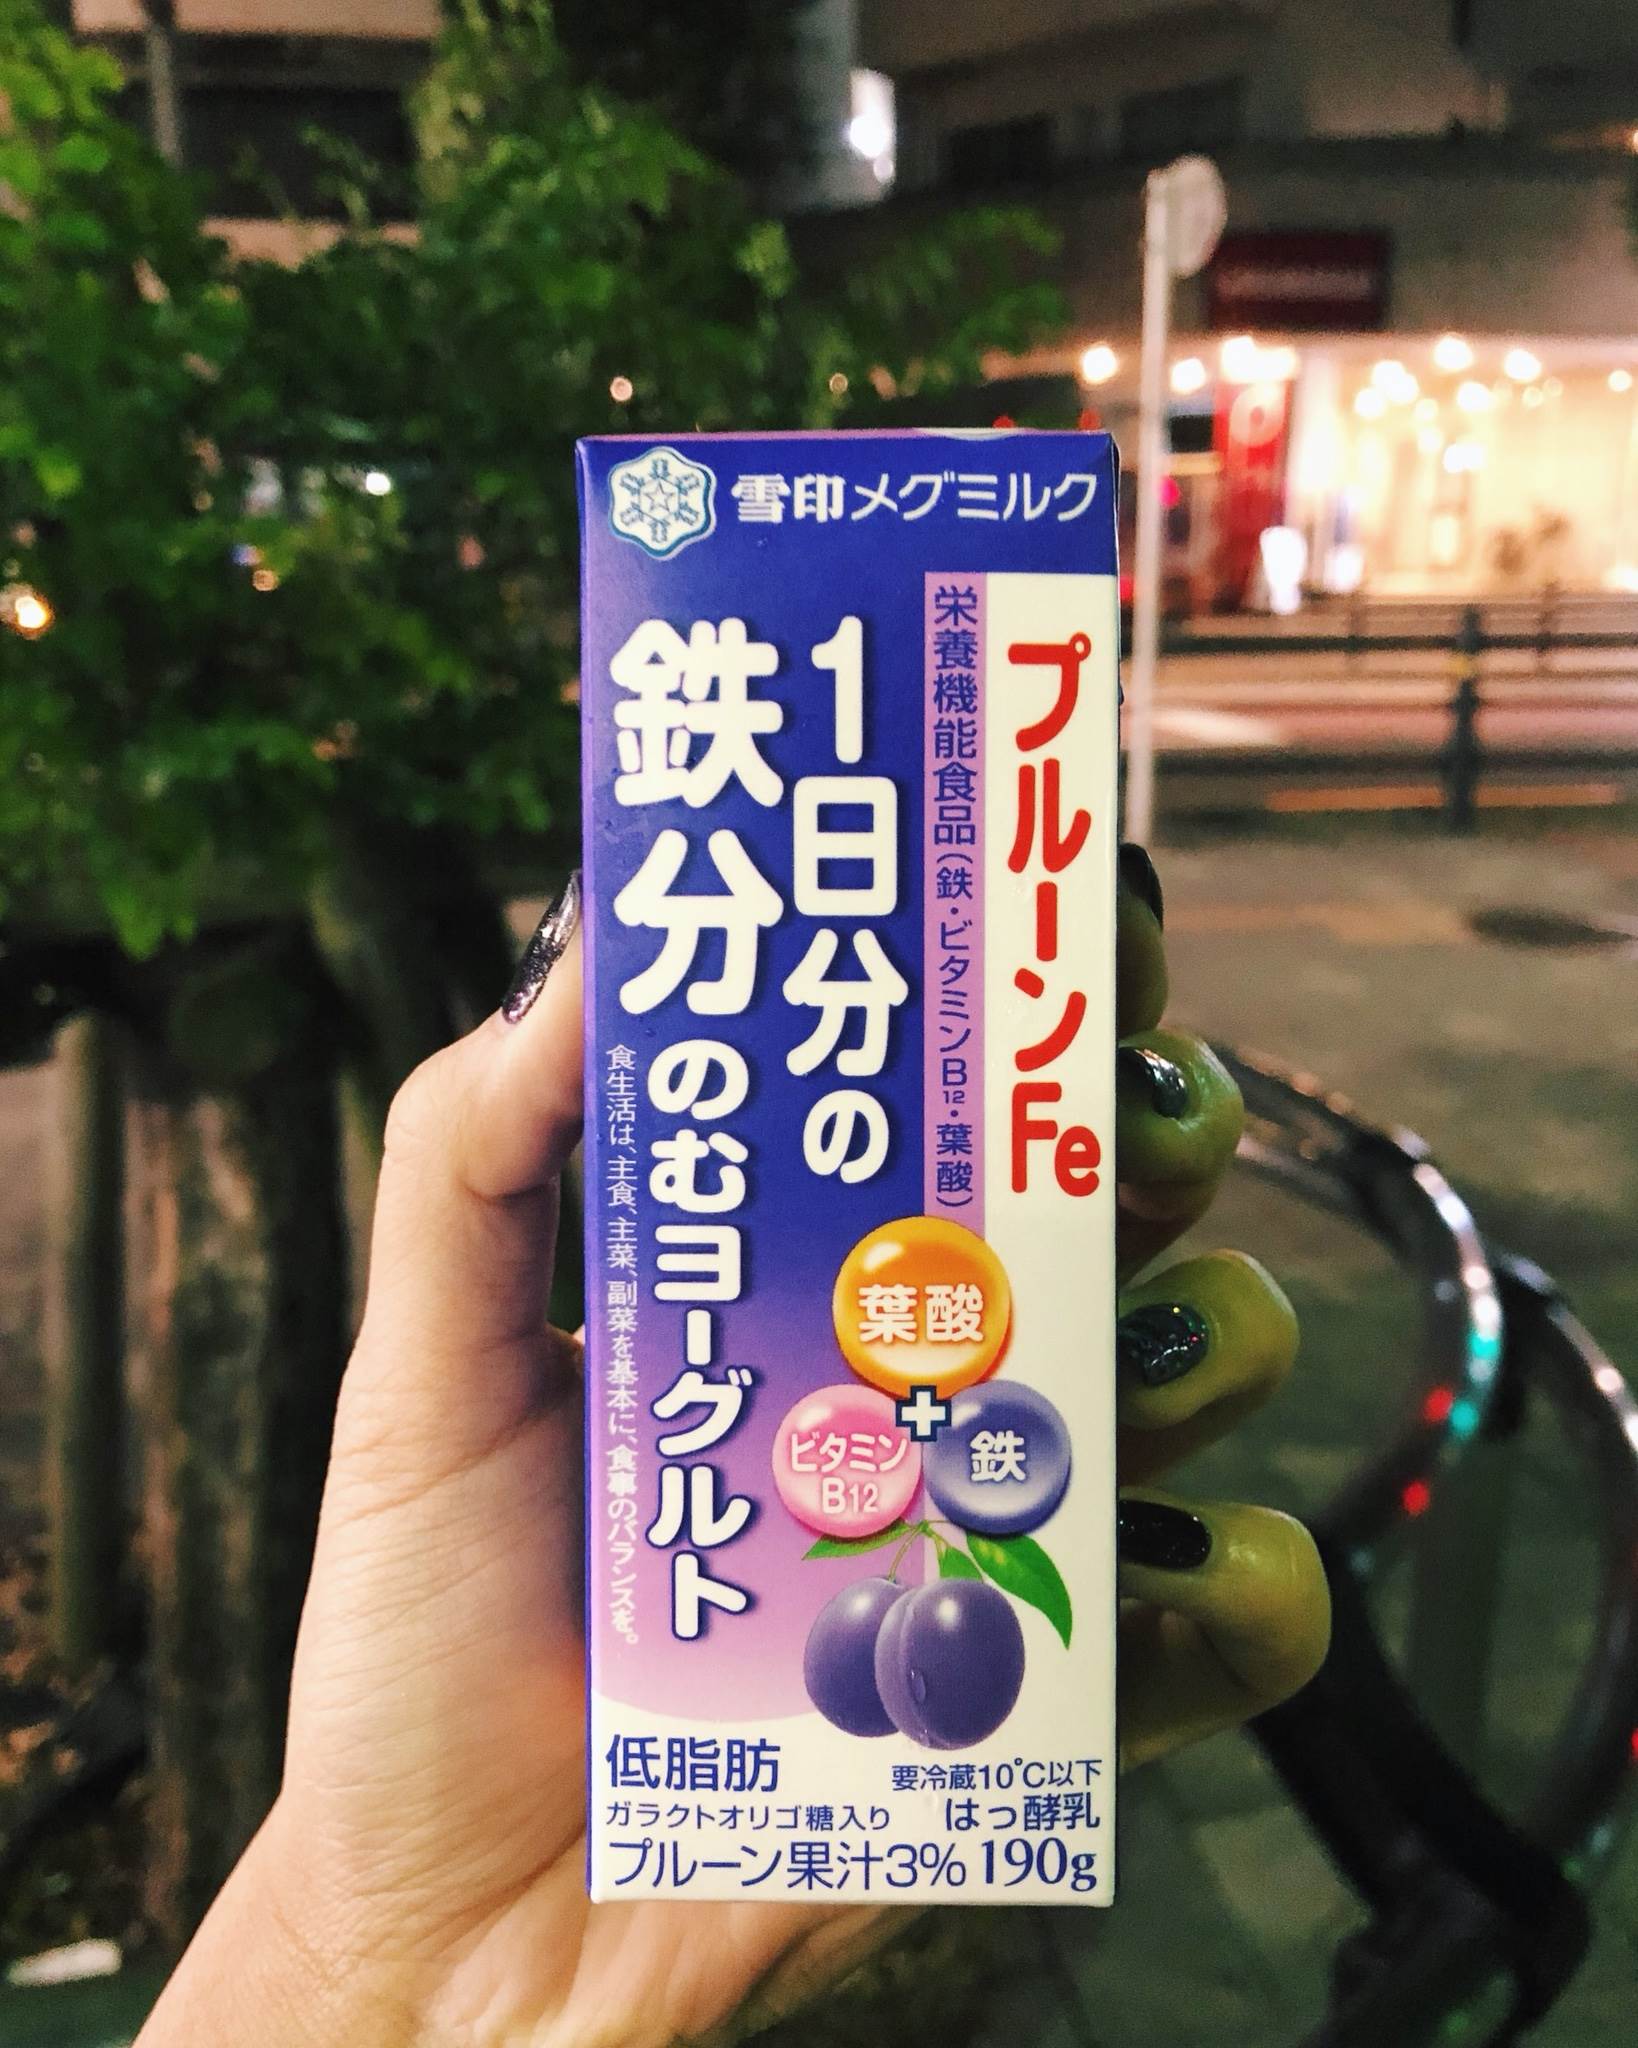 雪印メグミルク
プルーンFe
栄養機能食品(鉄・ビタミンB12・葉酸)
1日分の
鉄分のむヨーグルト
食生活は、主食、主菜、副菜を基本に、食事のバランスを。
葉酸
+
ビタミン
B12
鉄
低脂肪
要冷蔵10℃以下
ガラクトオリゴ糖入り
はっ酵乳
プルーン果汁3%
190g